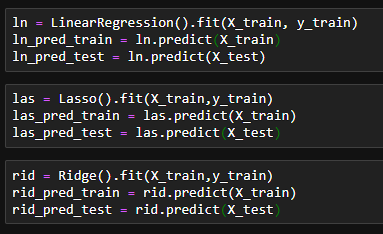 ln = LinearRegression().fit(X_train, y_train)
ln_pred_train = ln.predict(X_train)
ln_pred_test = ln.predict(X_test)
las = Lasso().fit(X_train,y_train)
las_pred_train = las.predict(X_train)
las_pred_test = las.predict(X_test)
rid = Ridge().fit(X_train,y_train)
rid_pred_train = rid.predict(X_train)
rid_pred_test = rid.predict(X_test)